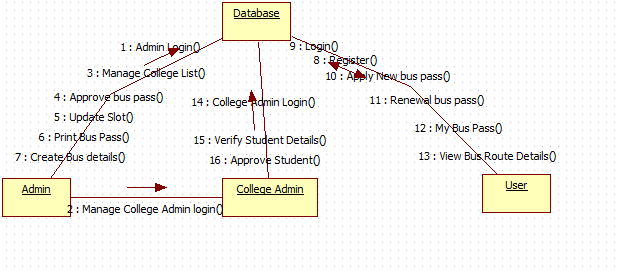 Database
1 : Admin Login()
9 : Login()
8 : Register()
3 : Manage College List()
10 : Apply New bus pass()
4 : Approve bus pass()
14 : College Admin Login()
11 : Renewal bus pass()
5 : Update Slot()
12 : My Bus Pass()
6 : Print Bus Pass()
15 : Verify Student Details()
7 : Create Bus details()
16 : Approve Student()
13 : View Bus Route Details()
Admin
College Admin
User
2 : Manage College Admin login()